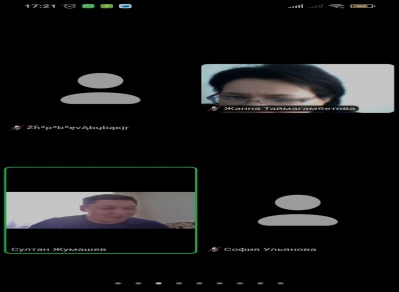 17:21
Жанна Таймагамбетова
Султан Жумашев
София Ульянова